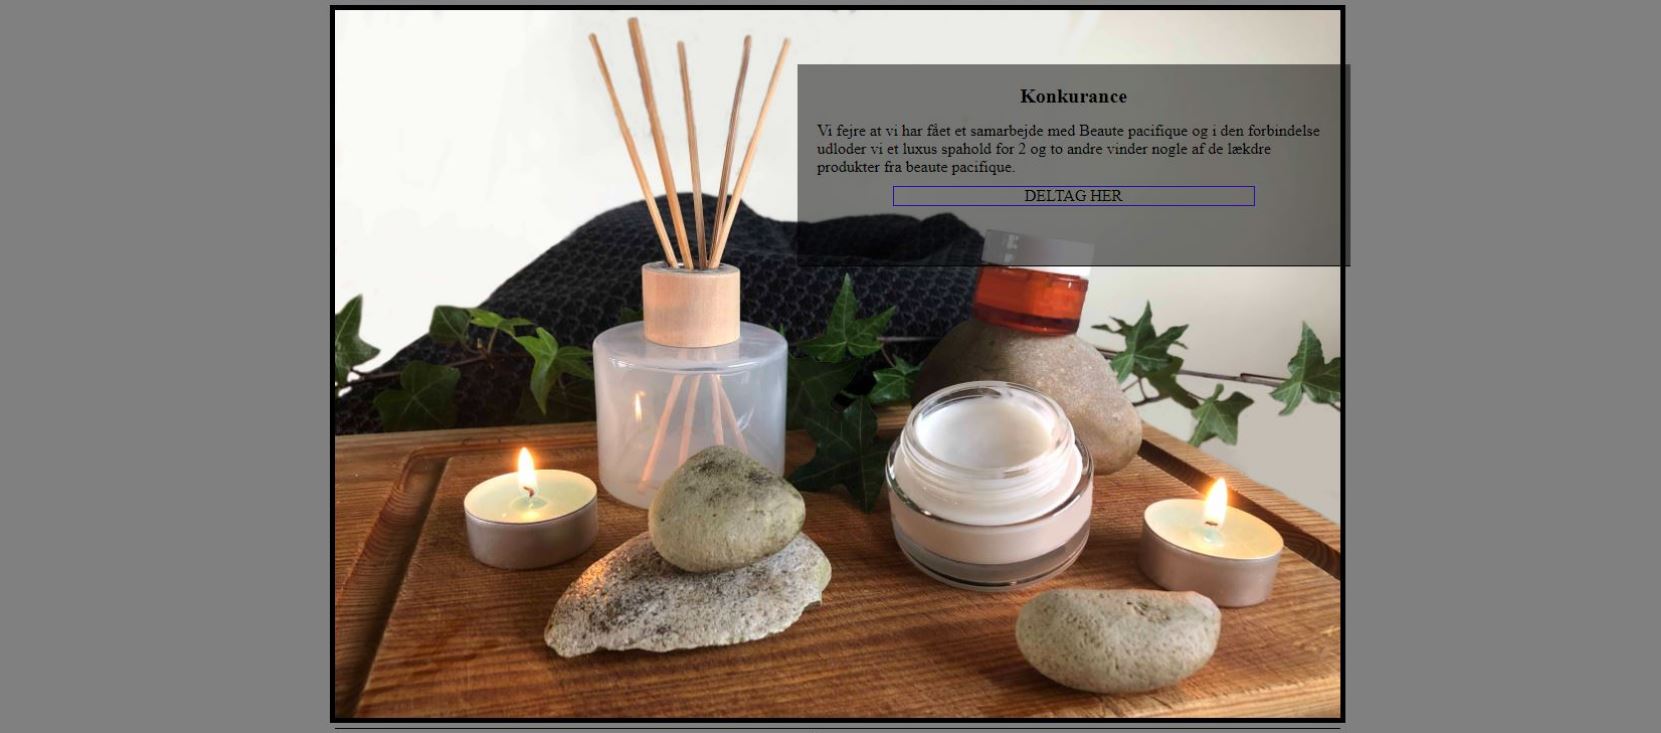 Konkurance
Vi fejre at vi har fået et samarbejde med Beaute pacifique og i den forbindelse
udloder vi et luxus spahold for 2 og to andre vinder nogle af de lækdre
produkter fra beaute pacifique.
DELTAG HER